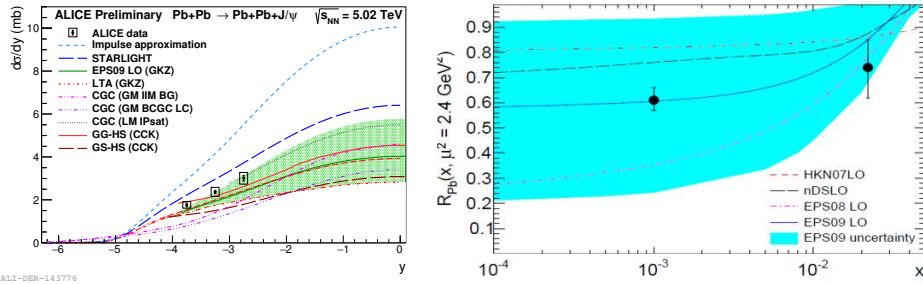 ALICE Preliminary Pb+Pb → Pb+Pb+J/ψ √sNN = 5.02 TeV
ALICE data
Impulse approximation
STARLIGHT
EPS09 LO (GKZ)
LTA (GKZ)
CGC (GM IIM BG)
CGC (GM BCGC LC)
CGC (LM IPsat)
GG-HS (CCK)
GS-HS (CCK)
dσ/dy (mb)
10
8
6
4
2
0
−6 −5 −4 −3 −2 −1 0
y
ALI-DER-143776
RPb(x, μ² = 2.4 GeV²)
0.9
0.8
0.7
0.6
0.5
0.4
0.3
0.2
0.1
HKN07LO
nDSLO
EPS08 LO
EPS09 LO
EPS09 uncertainty
10⁻⁴ 10⁻³ 10⁻² x